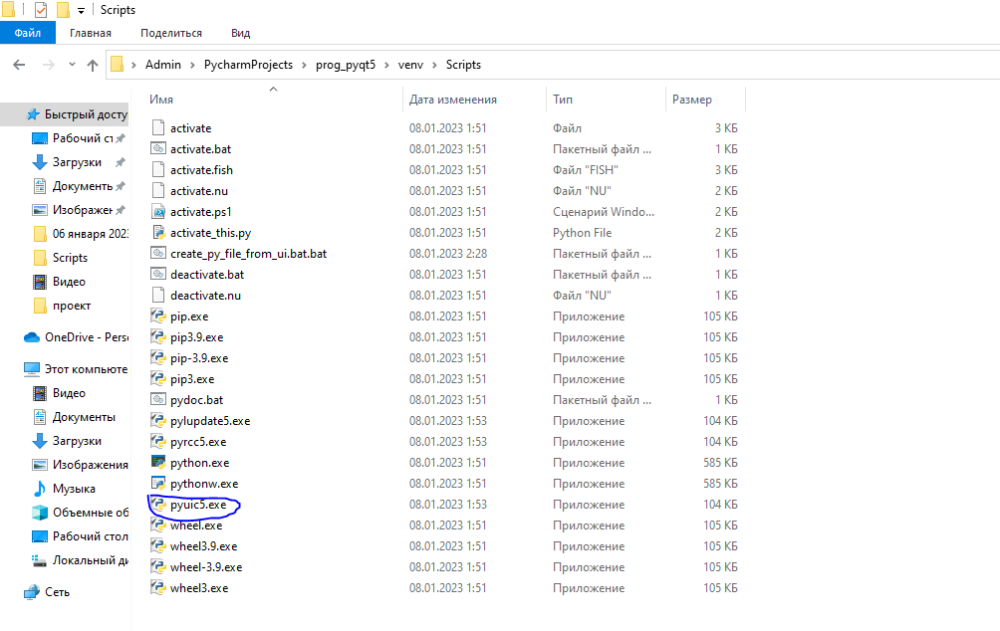 Scripts
Файл Главная Поделиться Вид
Admin PycharmProjects prog_pyqt5 venv Scripts
Имя Дата изменения Тип Размер
Быстрый досту
Рабочий ст
Загрузки
Документь
Изображен
06 января 2023
Scripts
Видео
проект
OneDrive - Perso
Этот компьюте
Видео
Документы
Загрузки
Изображения
Музыка
Объемные об
Рабочий стол
Локальный ди
Сеть
activate 08.01.2023 1:51 Файл 3 КБ
activate.bat 08.01.2023 1:51 Пакетный файл ... 1 КБ
activate.fish 08.01.2023 1:51 Файл "FISH" 3 КБ
activate.nu 08.01.2023 1:51 Файл "NU" 2 КБ
activate.ps1 08.01.2023 1:51 Сценарий Windo... 2 КБ
activate_this.py 08.01.2023 1:51 Python File 2 КБ
create_py_file_from_ui.bat.bat 08.01.2023 2:28 Пакетный файл ... 1 КБ
deactivate.bat 08.01.2023 1:51 Пакетный файл ... 1 КБ
deactivate.nu 08.01.2023 1:51 Файл "NU" 1 КБ
pip.exe 08.01.2023 1:51 Приложение 105 КБ
pip3.9.exe 08.01.2023 1:51 Приложение 105 КБ
pip-3.9.exe 08.01.2023 1:51 Приложение 105 КБ
pip3.exe 08.01.2023 1:51 Приложение 105 КБ
pydoc.bat 08.01.2023 1:51 Пакетный файл ... 1 КБ
pylupdate5.exe 08.01.2023 1:53 Приложение 104 КБ
pyrcc5.exe 08.01.2023 1:53 Приложение 104 КБ
python.exe 08.01.2023 1:51 Приложение 585 КБ
pythonw.exe 08.01.2023 1:51 Приложение 585 КБ
pyuic5.exe 08.01.2023 1:53 Приложение 104 КБ
wheel.exe 08.01.2023 1:51 Приложение 105 КБ
wheel3.9.exe 08.01.2023 1:51 Приложение 105 КБ
wheel-3.9.exe 08.01.2023 1:51 Приложение 105 КБ
wheel3.exe 08.01.2023 1:51 Приложение 105 КБ